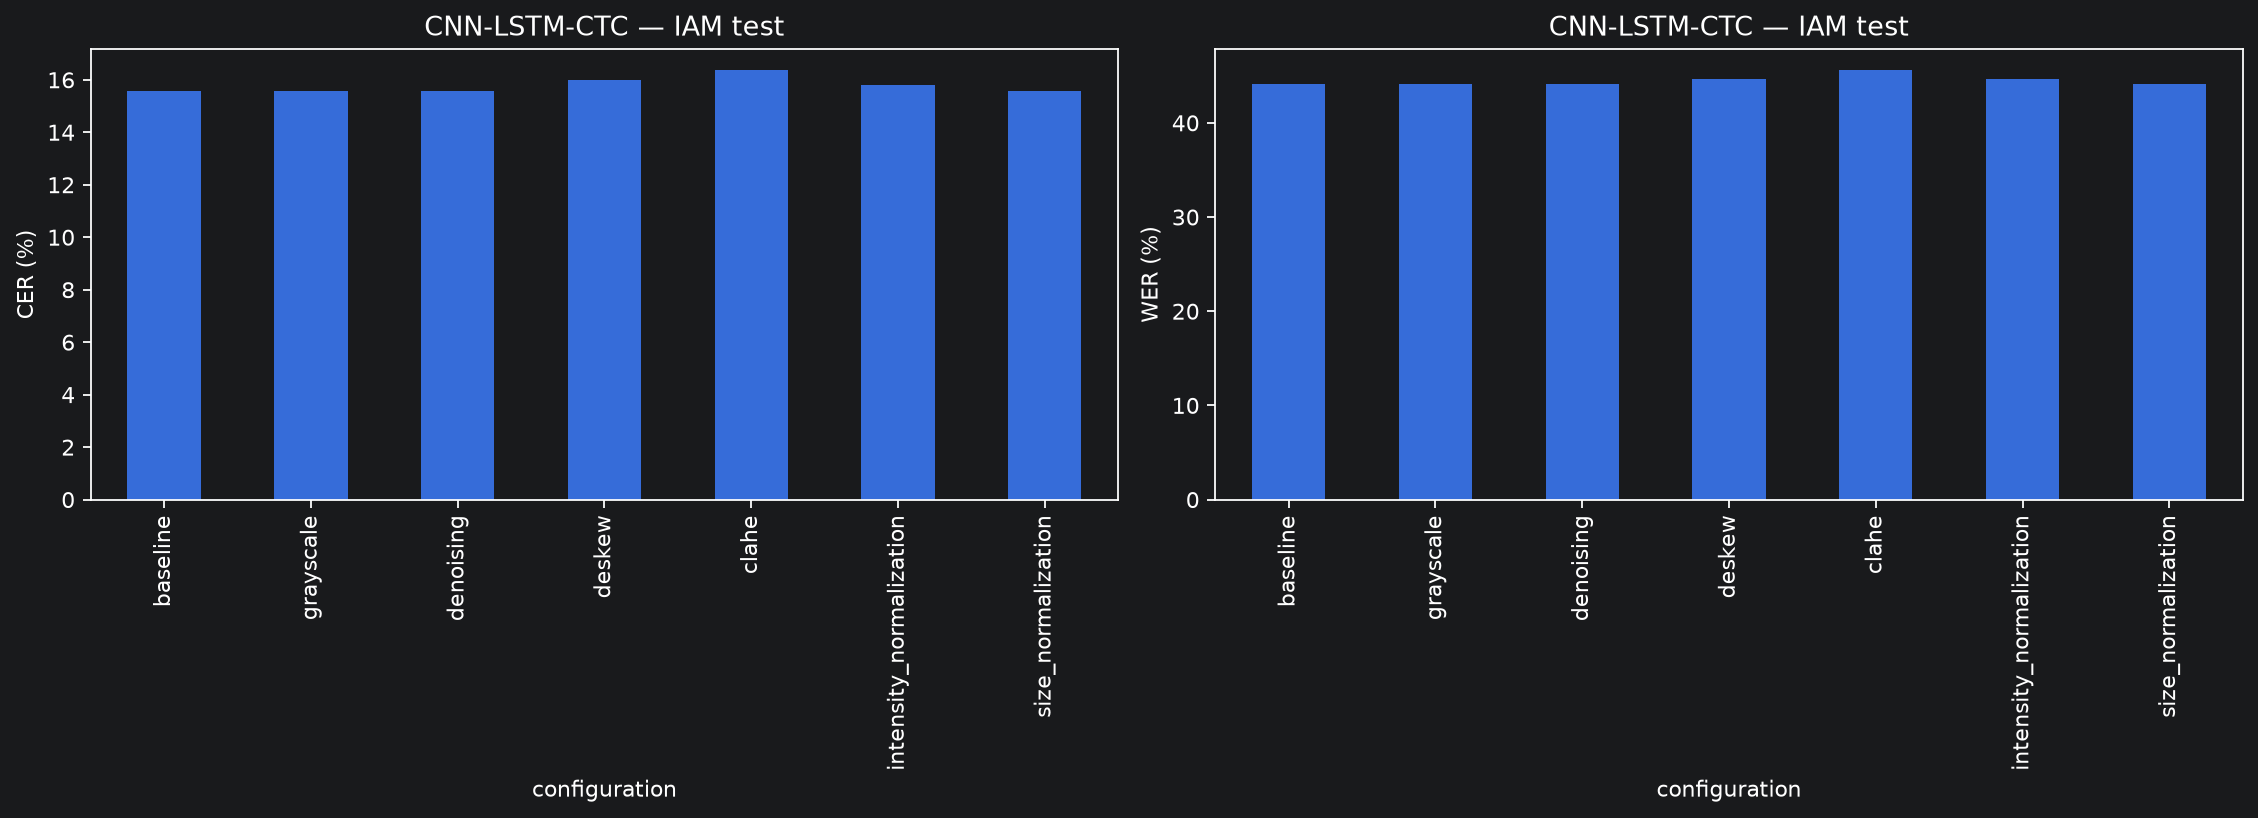 CNN-LSTM-CTC — IAM test
CER (%)
16
14
12
10
8
6
4
2
0
baseline
grayscale
denoising
deskew
clahe
intensity_normalization
size_normalization
configuration
CNN-LSTM-CTC — IAM test
WER (%)
40
30
20
10
0
baseline
grayscale
denoising
deskew
clahe
intensity_normalization
size_normalization
configuration